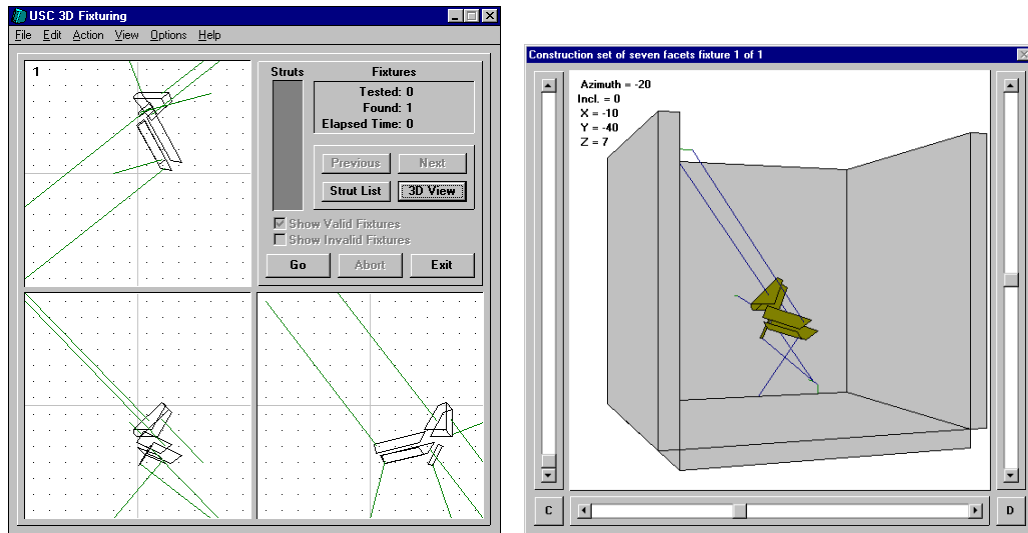 USC 3D Fixturing
File Edit Action View Options Help
1
Struts
Fixtures
Tested: 0
Found: 1
Elapsed Time: 0
Previous Next
Strut List 3D View
Show Valid Fixtures
Show Invalid Fixtures
Go Abort Exit
Construction set of seven facets fixture 1 of 1
Azimuth = -20
Incl. = 0
X = -10
Y = -40
Z = 7
C D